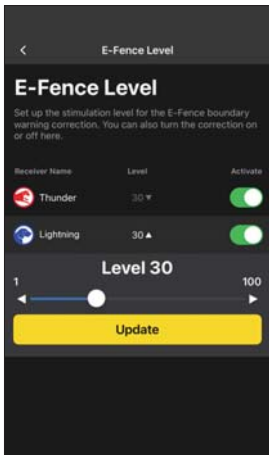 E-Fence Level
E-Fence Level
Set up the stimulation level for the E-Fence boundary
warning correction. You can also turn the correction on
or off here.
Receiver Name Level Activate
Thunder 30 ▼
Lightning 30 ▲
Level 30
1 100
Update